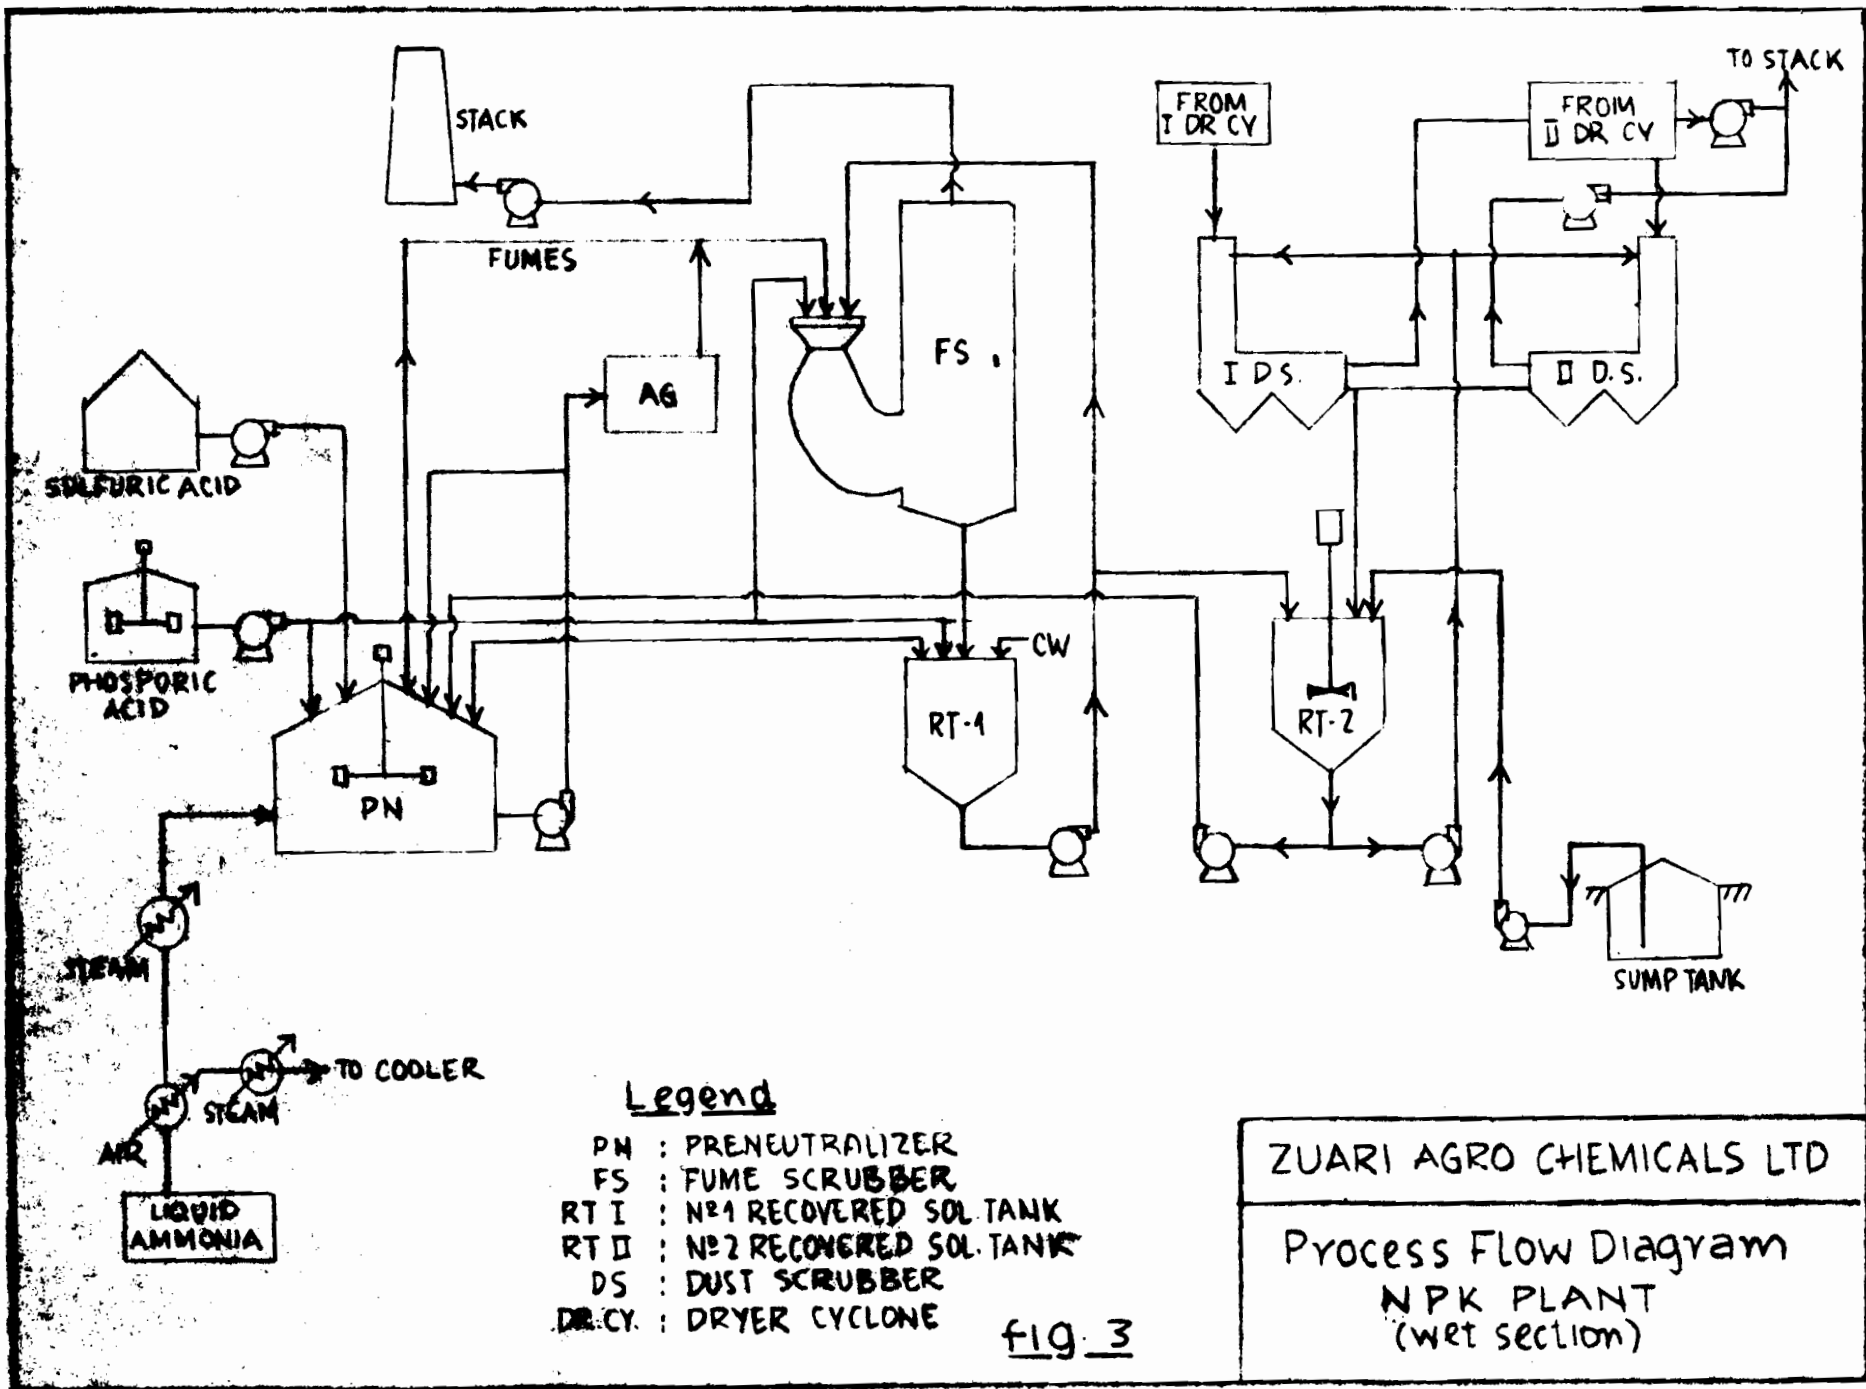 TO STACK
STACK
FROM
I DR CY
FROM
II DR CY
FUMES
FS
AG
I D S.
II D.S.
SULFURIC ACID
PHOSPORIC
ACID
CW
RT-1
RT-2
PN
STEAM
SUMP TANK
TO COOLER
STEAM
AIR
LIQUID
AMMONIA
Legend
PN : PRENEUTRALIZER
FS : FUME SCRUBBER
RT I : Nº1 RECOVERED SOL TANK
RT II : Nº2 RECOVERED SOL. TANK
DS : DUST SCRUBBER
DR.CY. : DRYER CYCLONE
fig. 3
ZUARI AGRO CHEMICALS LTD
Process Flow Diagram
NPK PLANT
(wet section)